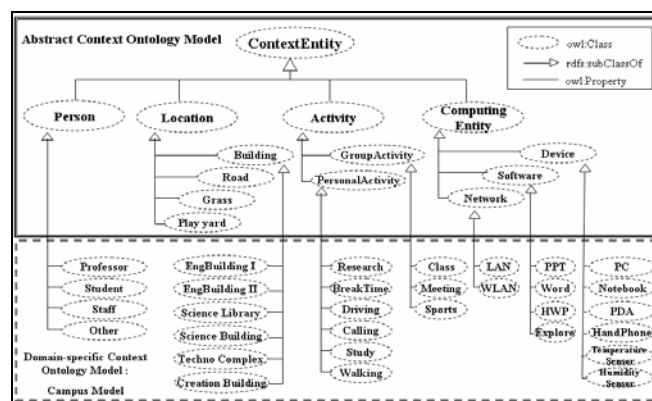 Abstract Context Ontology Model
ContextEntity
owl:Class
rdfs:subClassOf
owl:Property
Person
Location
Activity
Computing
Entity
Building
Road
Grass
Play yard
GroupActivity
PersonalActivity
Device
Software
Network
Professor
Student
Staff
Other
EngBuilding I
EngBuilding II
Science Library
Science Building
Techno Complex
Creation Building
Research
BreakTime
Driving
Calling
Study
Walking
Class
Meeting
Sports
LAN
WLAN
PPT
Word
HWP
Explore
PC
Notebook
PDA
HandPhone
Temperature
Sensor
Humidity
Sensor
Domain-specific Context
Ontology Model :
Campus Model